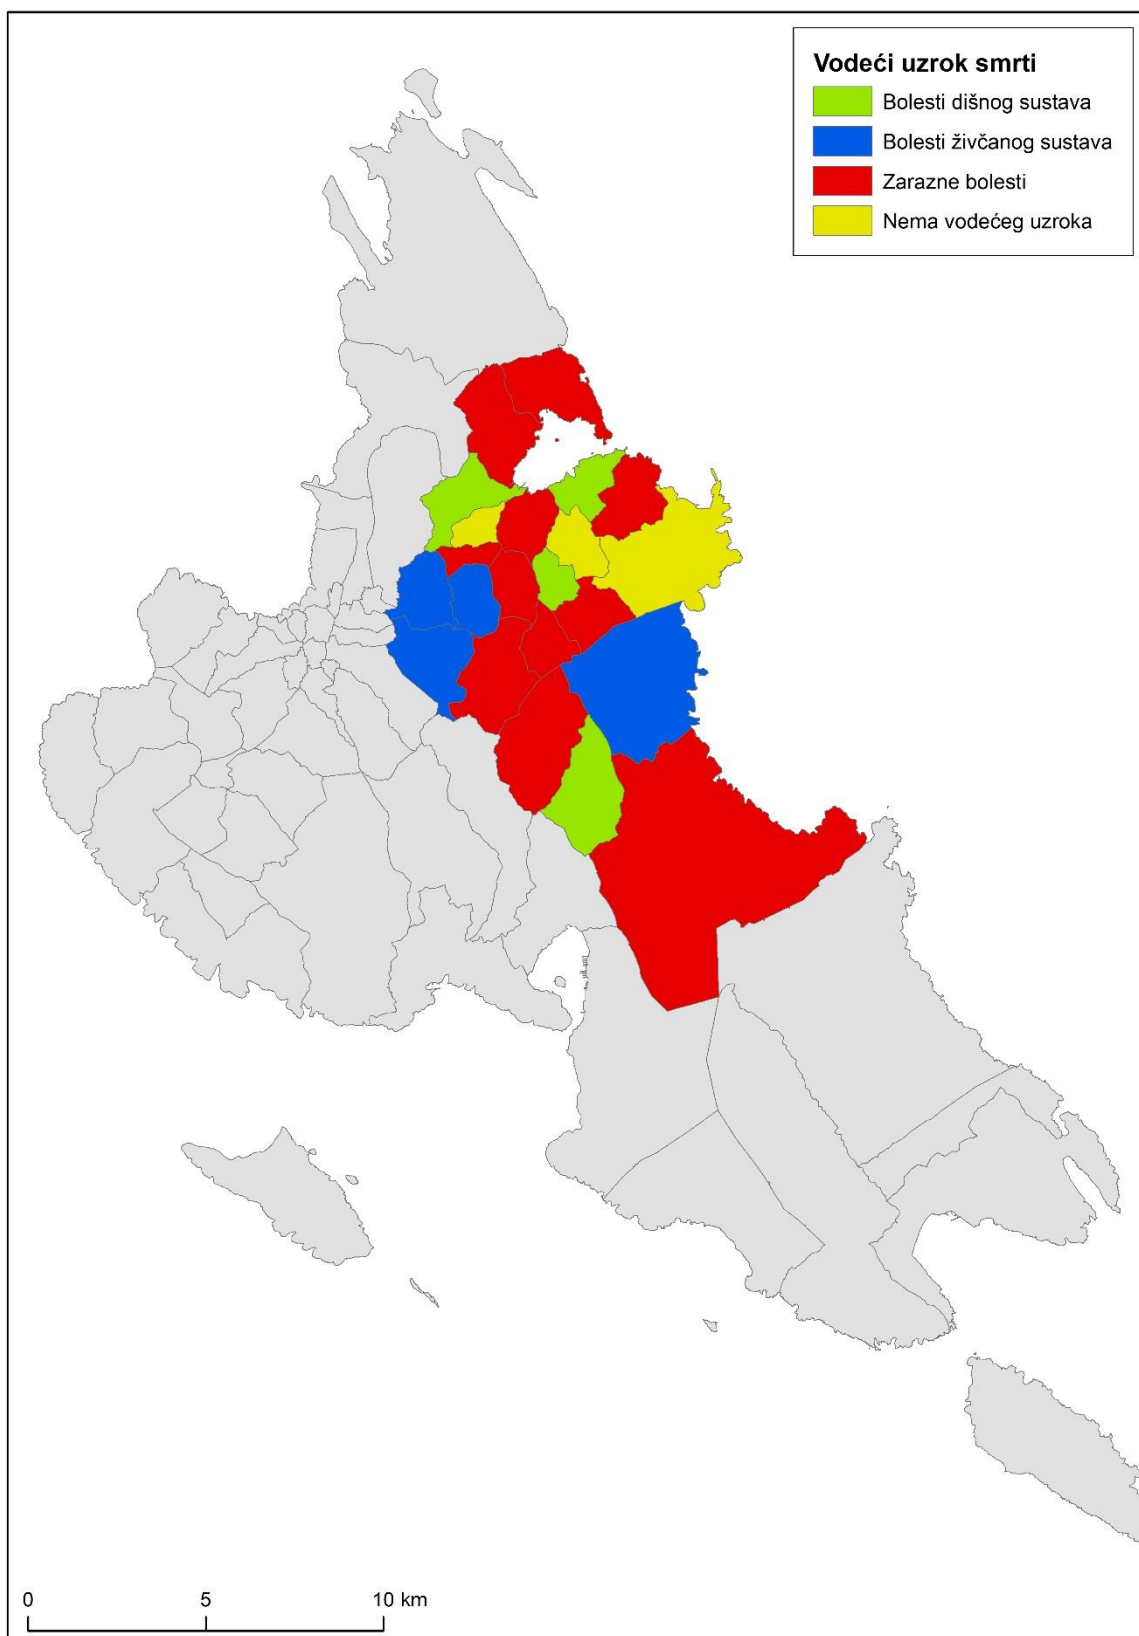 Vodeći uzrok smrti
Bolesti dišnog sustava
Bolesti živčanog sustava
Zarazne bolesti
Nema vodećeg uzroka
0 5 10 km